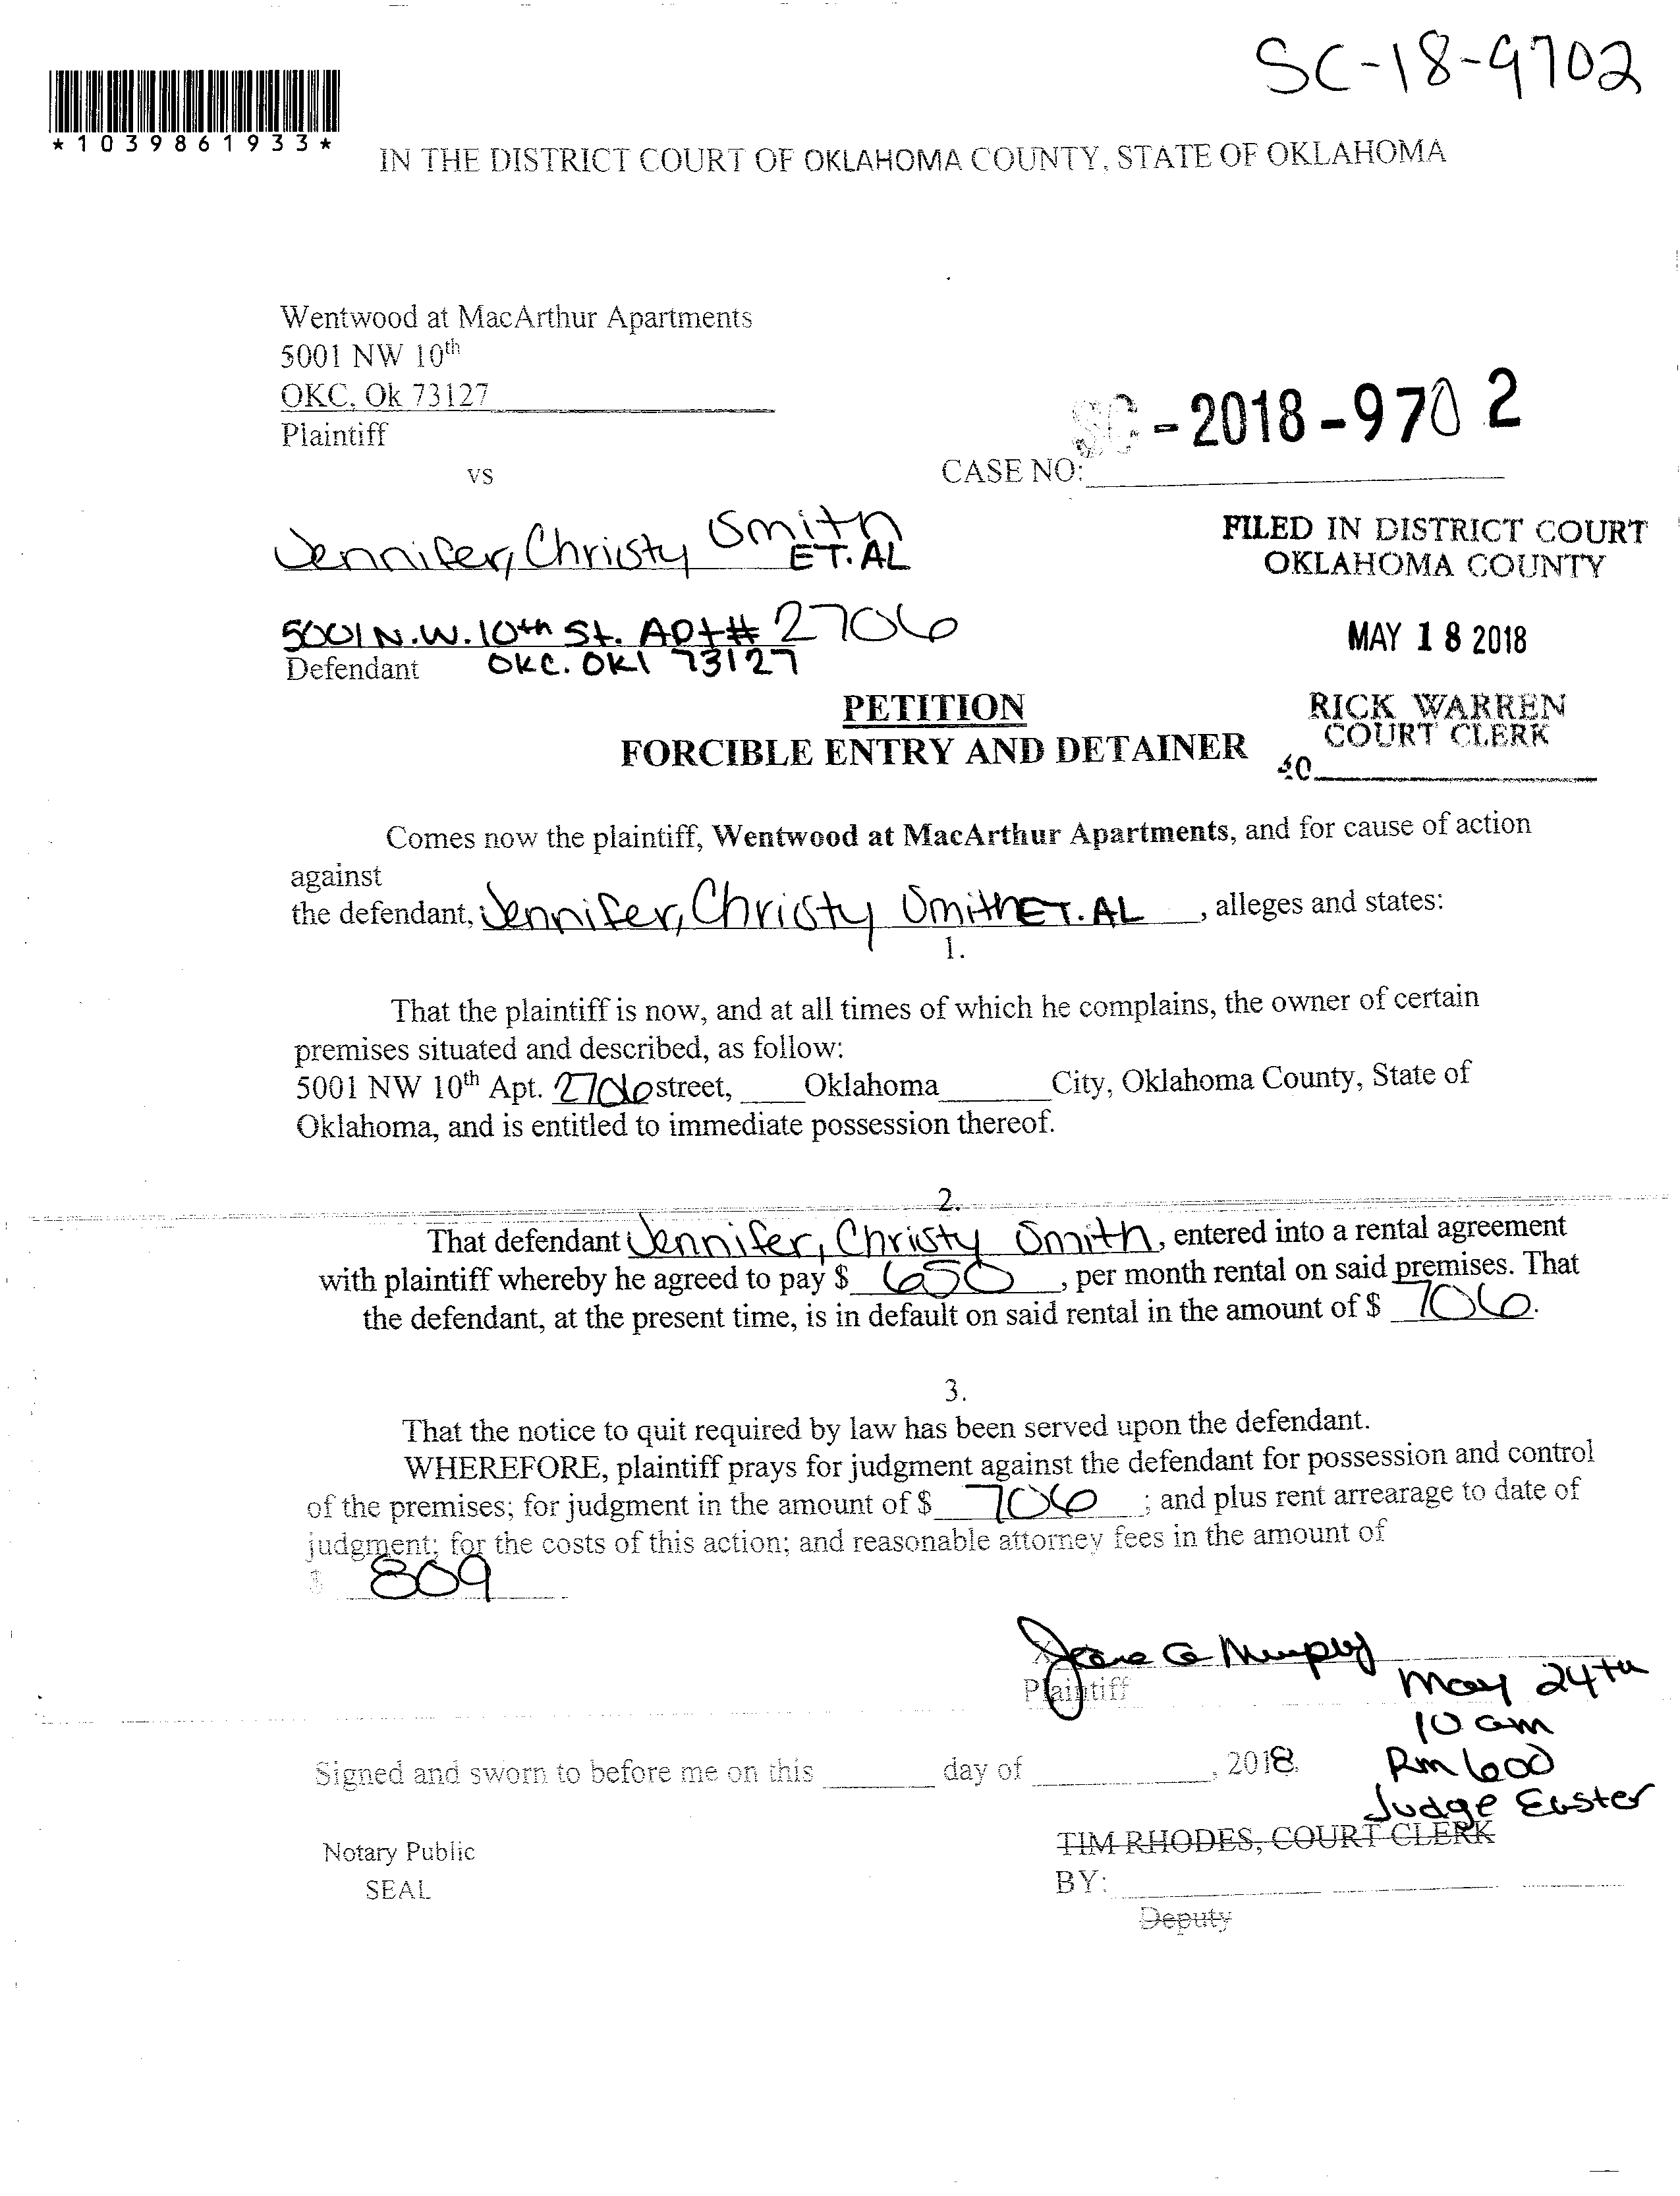 SC-18-9702
*1039861933*
IN THE DISTRICT COURT OF OKLAHOMA COUNTY, STATE OF OKLAHOMA
Wentwood at MacArthur Apartments
5001 NW 10th
OKC, Ok 73127
Plaintiff
SC-2018-9702
vs
CASE NO:
Jennifer, Christy Smith
ET. AL
FILED IN DISTRICT COURT
OKLAHOMA COUNTY
5001 N.W. 10th St. Apt# 2706
MAY 18 2018
Defendant OKC. OKl 73127
PETITION
RICK WARREN
COURT CLERK
FORCIBLE ENTRY AND DETAINER
40
Comes now the plaintiff, Wentwood at MacArthur Apartments, and for cause of action
against
the defendant, Jennifer, Christy Smith ET. AL , alleges and states:
1.
That the plaintiff is now, and at all times of which he complains, the owner of certain
premises situated and described, as follow:
5001 NW 10th Apt. 2706 street, Oklahoma City, Oklahoma County, State of
Oklahoma, and is entitled to immediate possession thereof.
2.
That defendant Jennifer, Christy Smith, entered into a rental agreement
with plaintiff whereby he agreed to pay $ 650 , per month rental on said premises. That
the defendant, at the present time, is in default on said rental in the amount of $ 706.
3.
That the notice to quit required by law has been served upon the defendant.
WHEREFORE, plaintiff prays for judgment against the defendant for possession and control
of the premises; for judgment in the amount of $ 706 ; and plus rent arrearage to date of
judgment; for the costs of this action; and reasonable attorney fees in the amount of
$ 809
X
Plaintiff
May 24th
10 am
Signed and sworn to before me on this day of , 2018.
Rm 600
Judge Easter
TIM RHODES, COURT CLERK
Notary Public
BY:
SEAL
Deputy